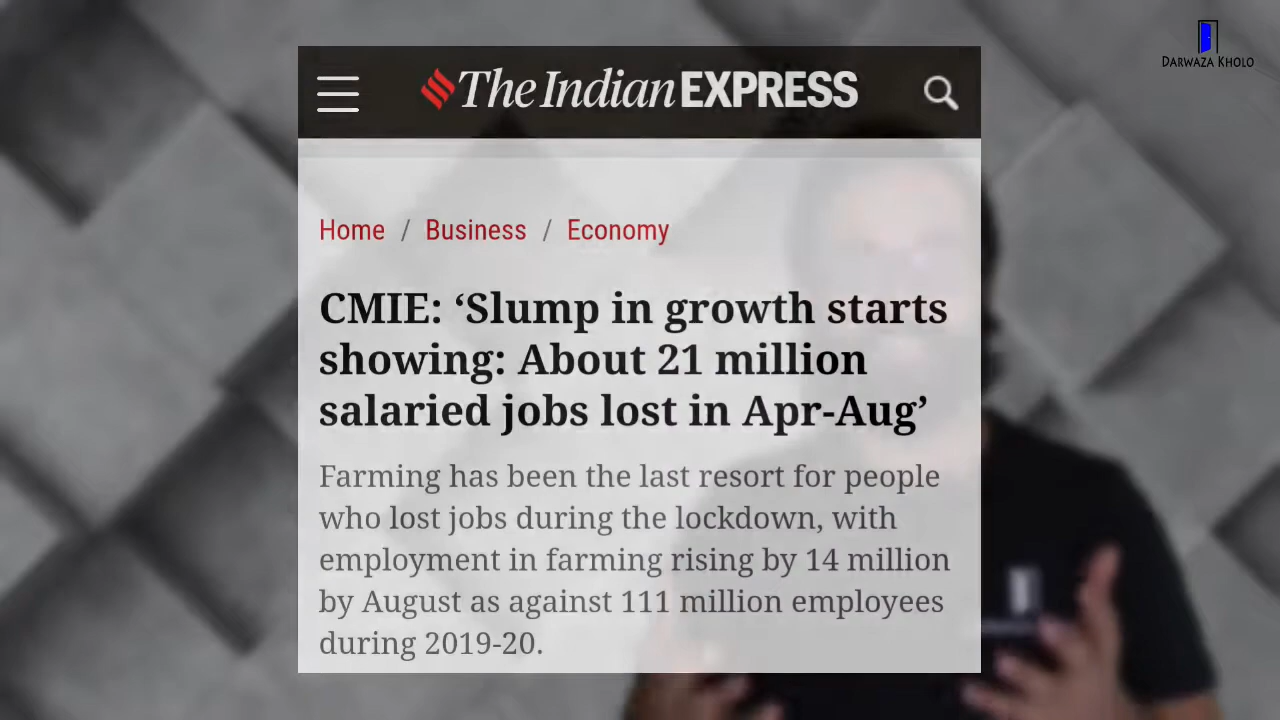 DARWAZA KHOLO
The Indian EXPRESS
Home / Business / Economy
CMIE: ‘Slump in growth starts
showing: About 21 million
salaried jobs lost in Apr-Aug’
Farming has been the last resort for people
who lost jobs during the lockdown, with
employment in farming rising by 14 million
by August as against 111 million employees
during 2019-20.